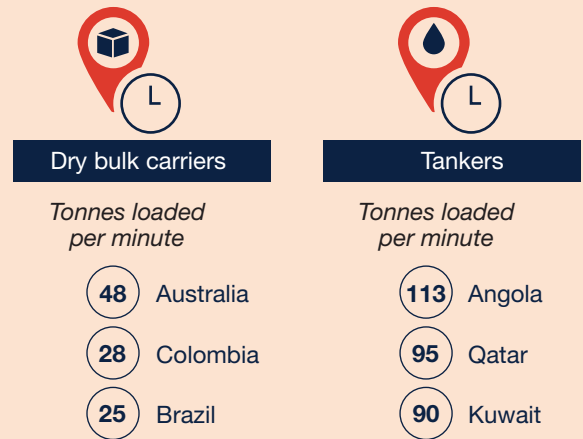 Dry bulk carriers
Tonnes loaded
per minute
48 Australia
28 Colombia
25 Brazil
Tankers
Tonnes loaded
per minute
113 Angola
95 Qatar
90 Kuwait